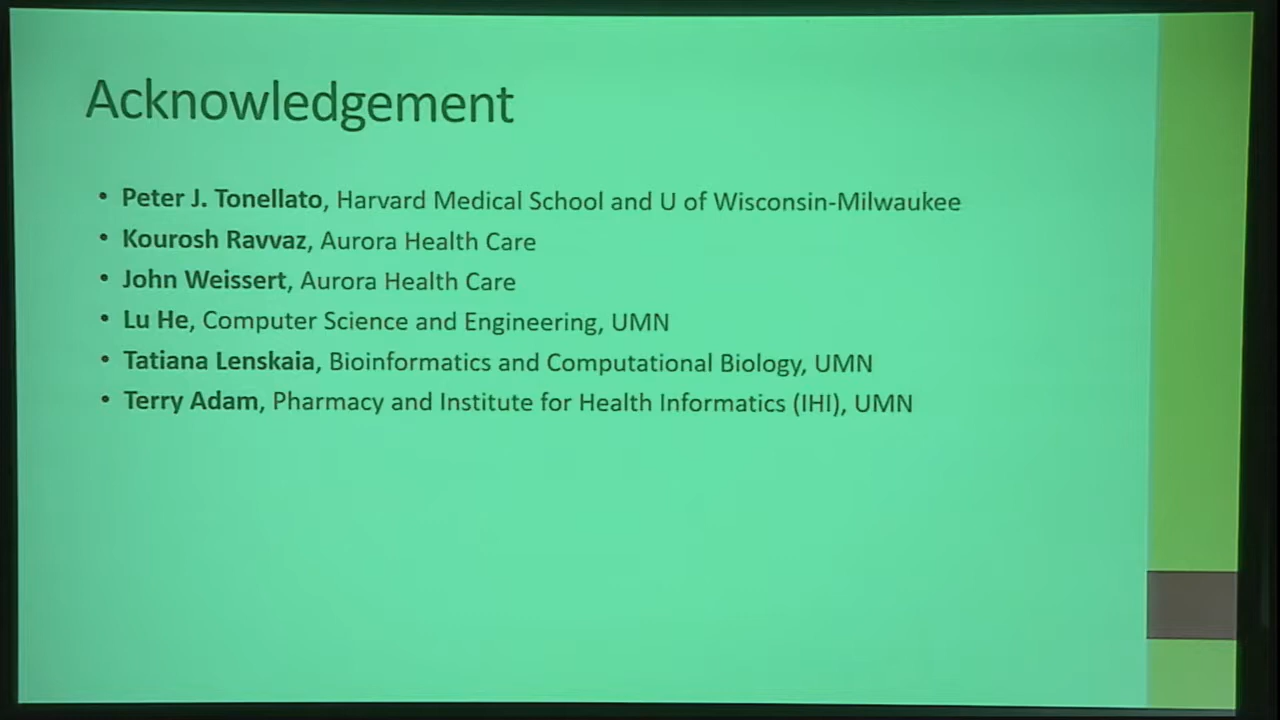 Acknowledgement
• Peter J. Tonellato, Harvard Medical School and U of Wisconsin-Milwaukee
• Kourosh Ravvaz, Aurora Health Care
• John Weissert, Aurora Health Care
• Lu He, Computer Science and Engineering, UMN
• Tatiana Lenskaia, Bioinformatics and Computational Biology, UMN
• Terry Adam, Pharmacy and Institute for Health Informatics (IHI), UMN